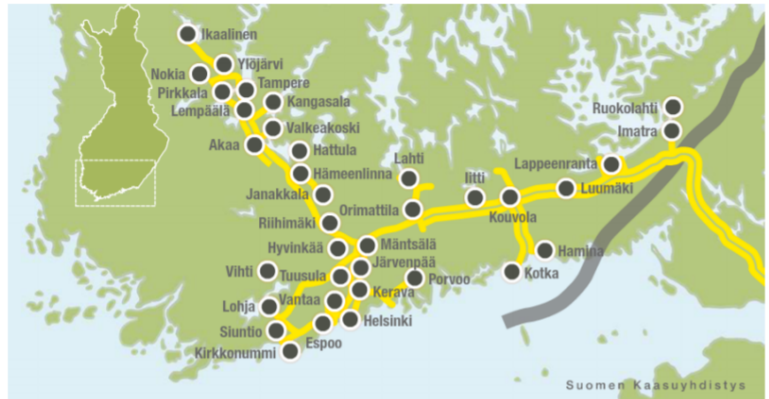 Ikaalinen
Ylöjärvi
Nokia
Tampere
Pirkkala
Kangasala
Lempäälä
Ruokolahti
Valkeakoski
Imatra
Akaa
Hattula
Lahti
Lappeenranta
Hämeenlinna
Iitti
Luumäki
Janakkala
Orimattila
Kouvola
Riihimäki
Hyvinkää
Mäntsälä
Hamina
Järvenpää
Vihti
Tuusula
Porvoo
Kotka
Kerava
Vantaa
Lohja
Helsinki
Siuntio
Espoo
Kirkkonummi
Suomen Kaasuyhdistys